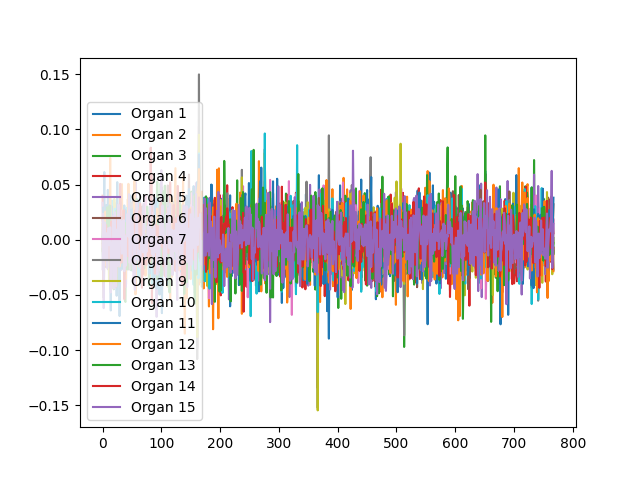 0.15
0.10
0.05
0.00
−0.05
−0.10
−0.15
Organ 1
Organ 2
Organ 3
Organ 4
Organ 5
Organ 6
Organ 7
Organ 8
Organ 9
Organ 10
Organ 11
Organ 12
Organ 13
Organ 14
Organ 15
0 100 200 300 400 500 600 700 800